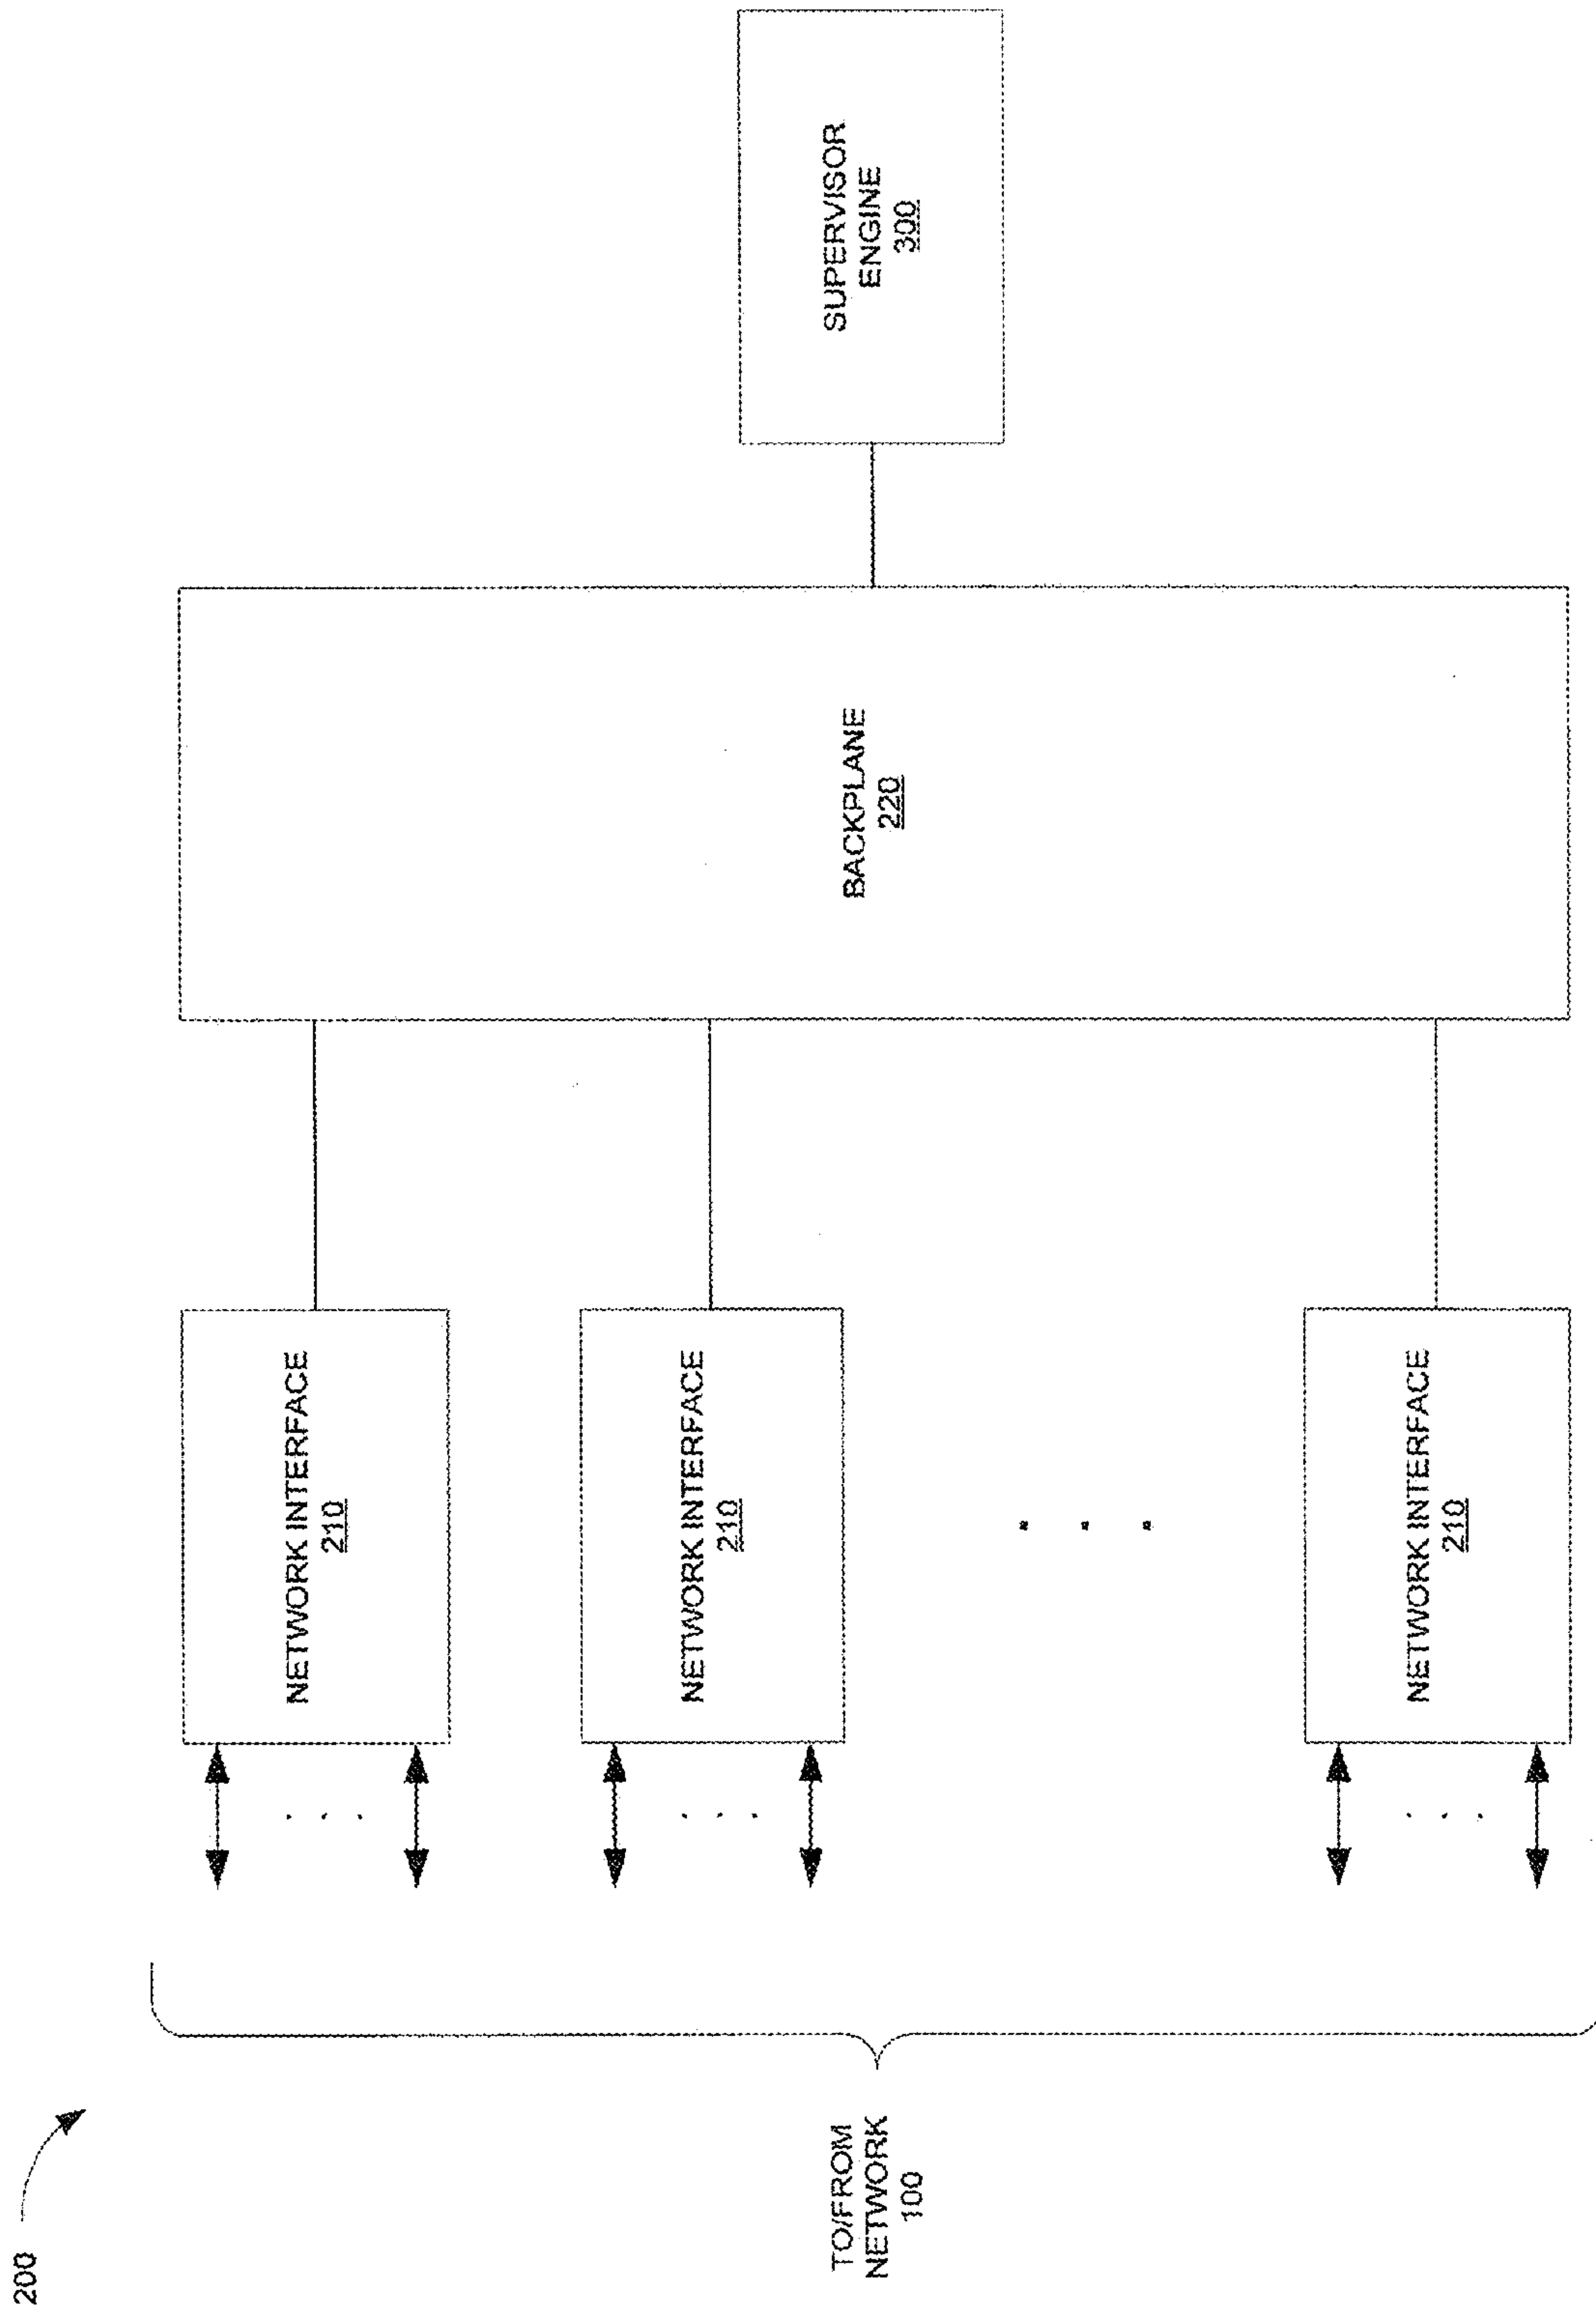 200
TO/FROM
NETWORK
100
NETWORK INTERFACE
210
NETWORK INTERFACE
210
NETWORK INTERFACE
210
BACKPLANE
220
SUPERVISOR
ENGINE
300